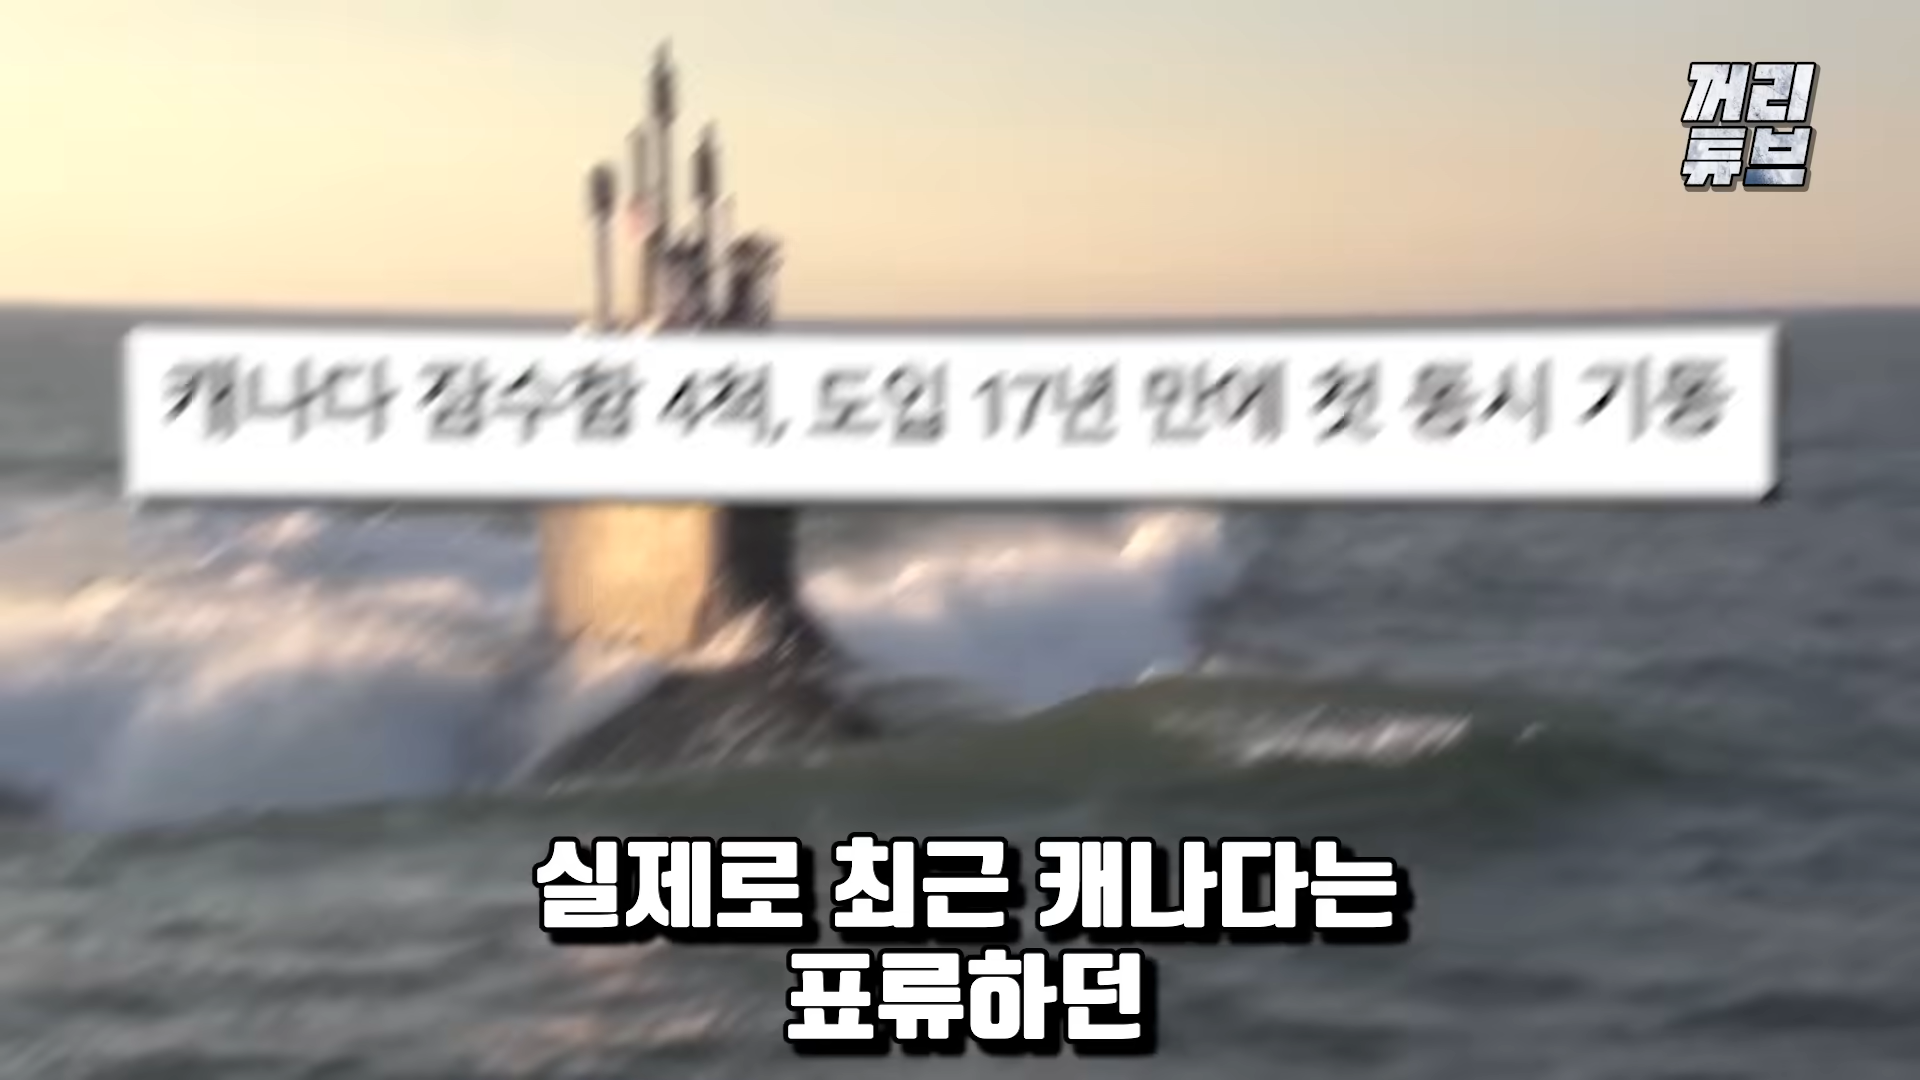 꺼리
튜브
캐나다 잠수함 4척, 도입 17년 만에 첫 동시 기동
실제로 최근 캐나다는
표류하던